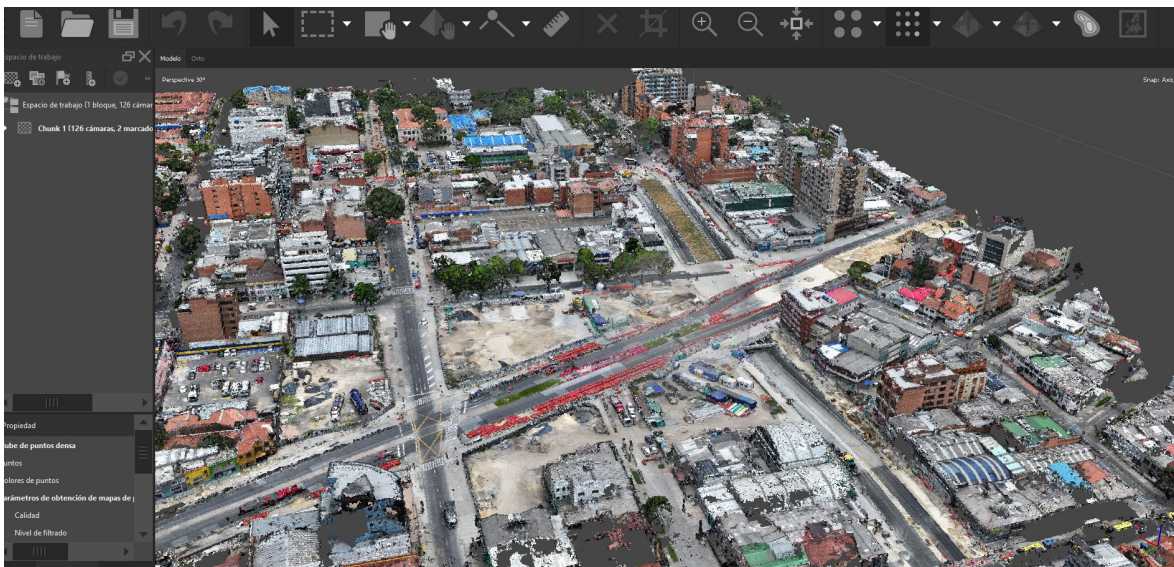 espacio de trabajo
Modelo Orto
Perspective 30°
Snap: Axis,
Espacio de trabajo (1 bloque, 126 cámar
Chunk 1 (126 cámaras, 2 marcado
Propiedad
ube de puntos densa
untos
olores de puntos
arámetros de obtención de mapas de p
Calidad
Nivel de filtrado